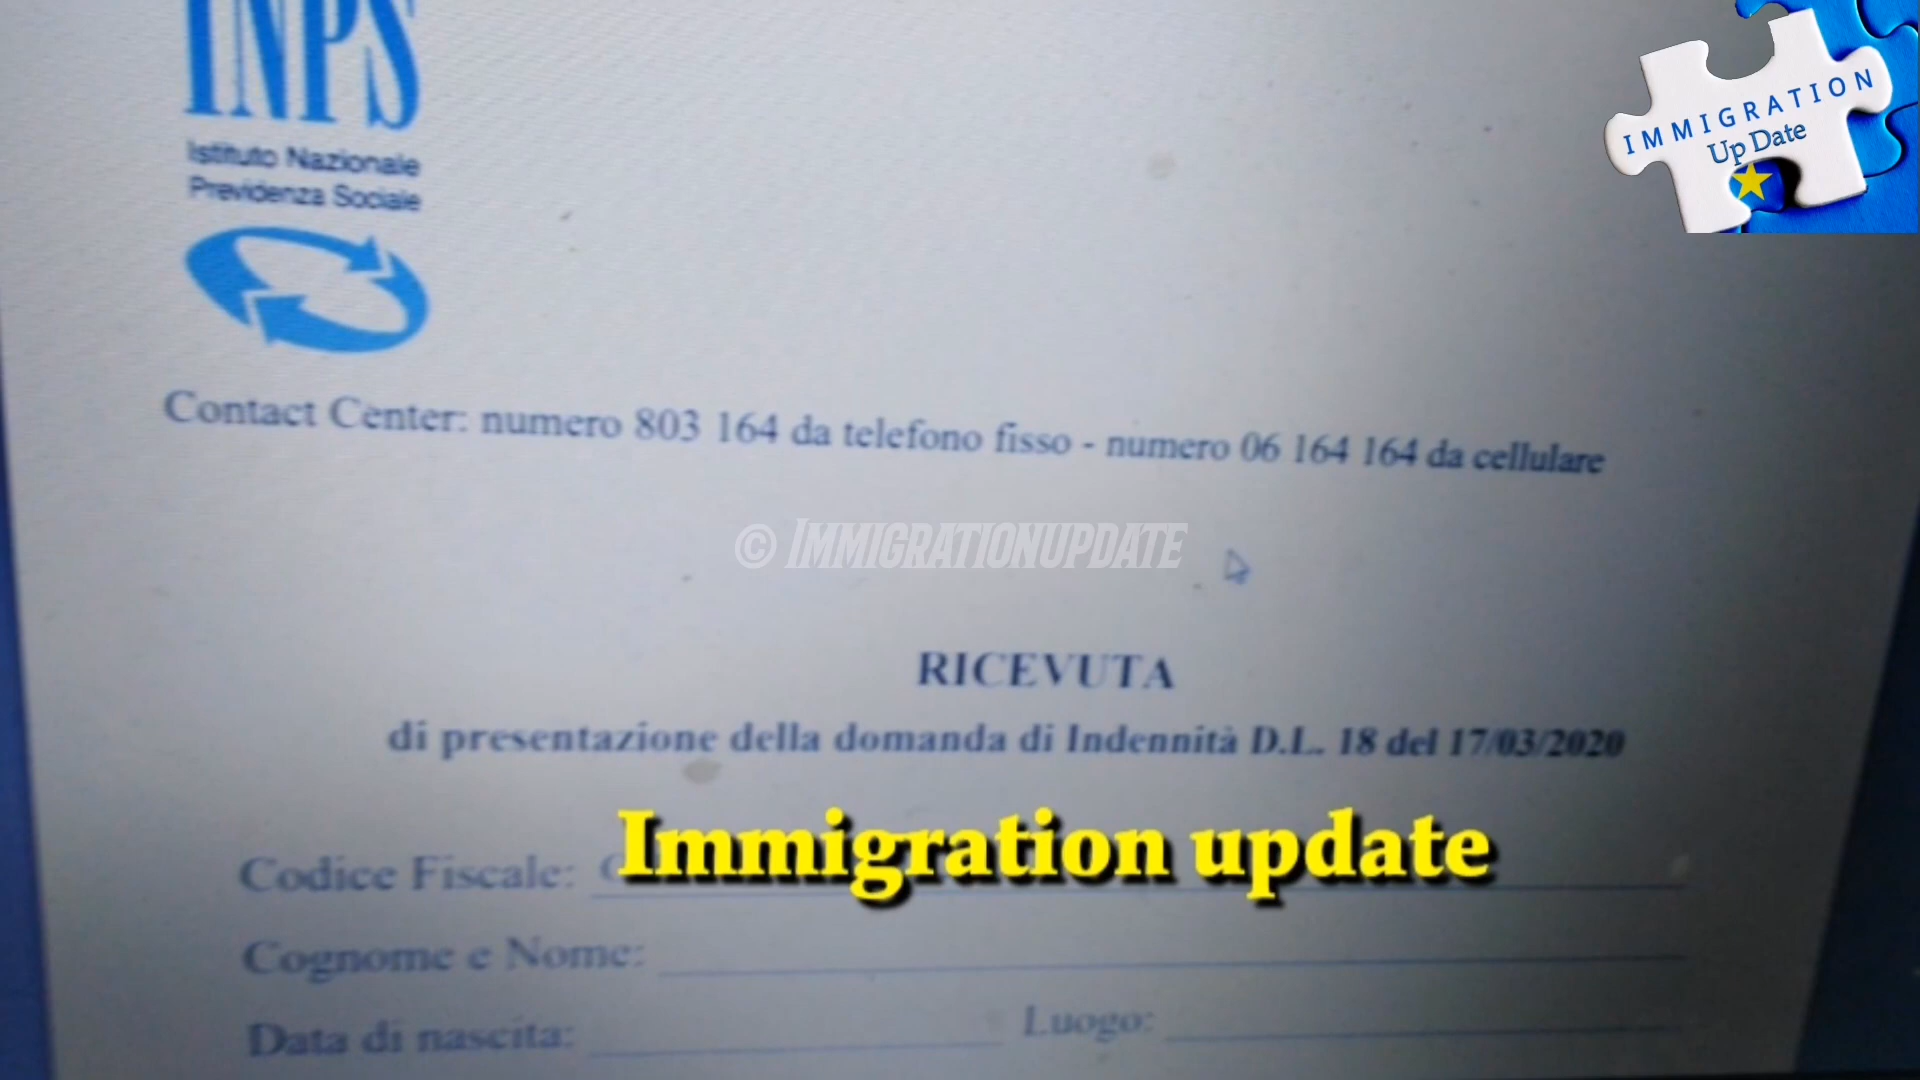 INPS
Istituto Nazionale
Previdenza Sociale
IMMIGRATION
Up Date
Contact Center: numero 803 164 da telefono fisso - numero 06 164 164 da cellulare
© IMMIGRATIONUPDATE
RICEVUTA
di presentazione della domanda di Indennità D.L. 18 del 17/03/2020
Immigration update
Codice Fiscale:
Cognome e Nome:
Data di nascita: Luogo: